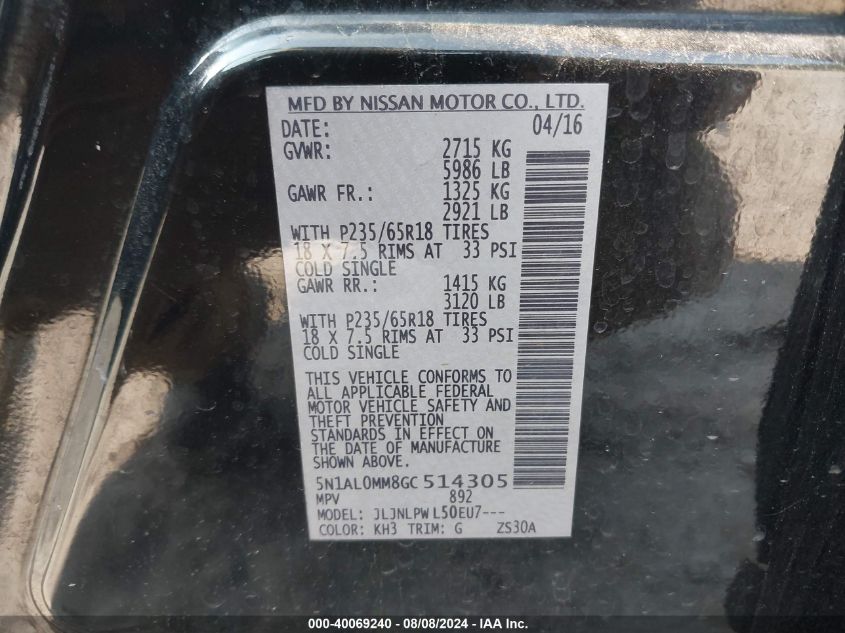 MFD BY NISSAN MOTOR CO., LTD.
DATE: 04/16
GVWR: 2715 KG
5986 LB
GAWR FR.: 1325 KG
2921 LB
WITH P235/65R18 TIRES
18 X 7.5 RIMS AT 33 PSI
COLD SINGLE
GAWR RR.: 1415 KG
3120 LB
WITH P235/65R18 TIRES
18 X 7.5 RIMS AT 33 PSI
COLD SINGLE
THIS VEHICLE CONFORMS TO
ALL APPLICABLE FEDERAL
MOTOR VEHICLE SAFETY AND
THEFT PREVENTION
STANDARDS IN EFFECT ON
THE DATE OF MANUFACTURE
SHOWN ABOVE.
5N1AL0MM8GC514305
MPV 892
MODEL: JLJNLPW L50EU7---
COLOR: KH3 TRIM: G ZS30A
000-40069240 - 08/08/2024 - IAA Inc.